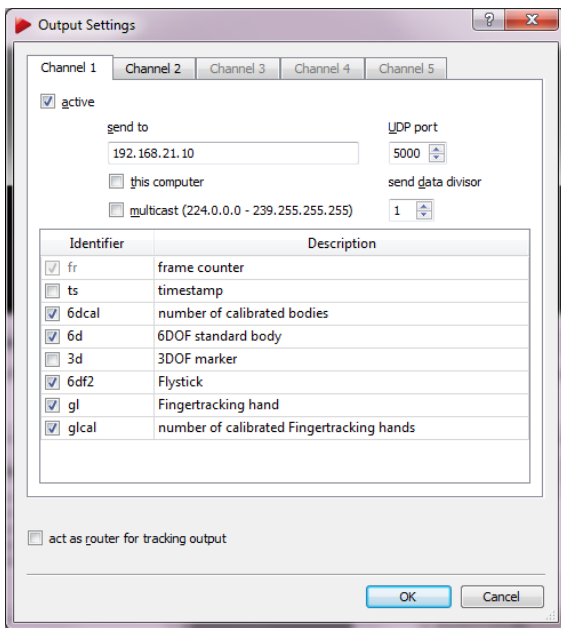 Output Settings
Channel 1 Channel 2 Channel 3 Channel 4 Channel 5
active
send to UDP port
192.168.21.10 5000
this computer send data divisor
multicast (224.0.0.0 - 239.255.255.255) 1
Identifier Description
fr frame counter
ts timestamp
6dcal number of calibrated bodies
6d 6DOF standard body
3d 3DOF marker
6df2 Flystick
gl Fingertracking hand
glcal number of calibrated Fingertracking hands
act as router for tracking output
OK Cancel